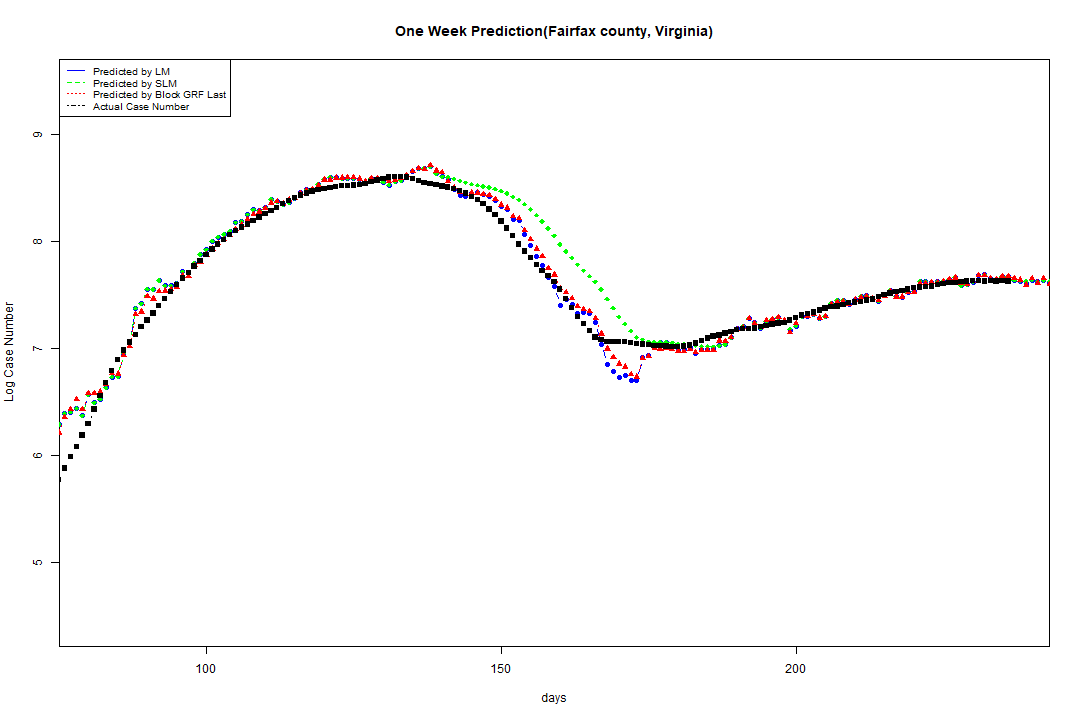 One Week Prediction(Fairfax county, Virginia)
Predicted by LM
Predicted by SLM
Predicted by Block GRF Last
Actual Case Number
Log Case Number
9
8
7
6
5
100 150 200
days